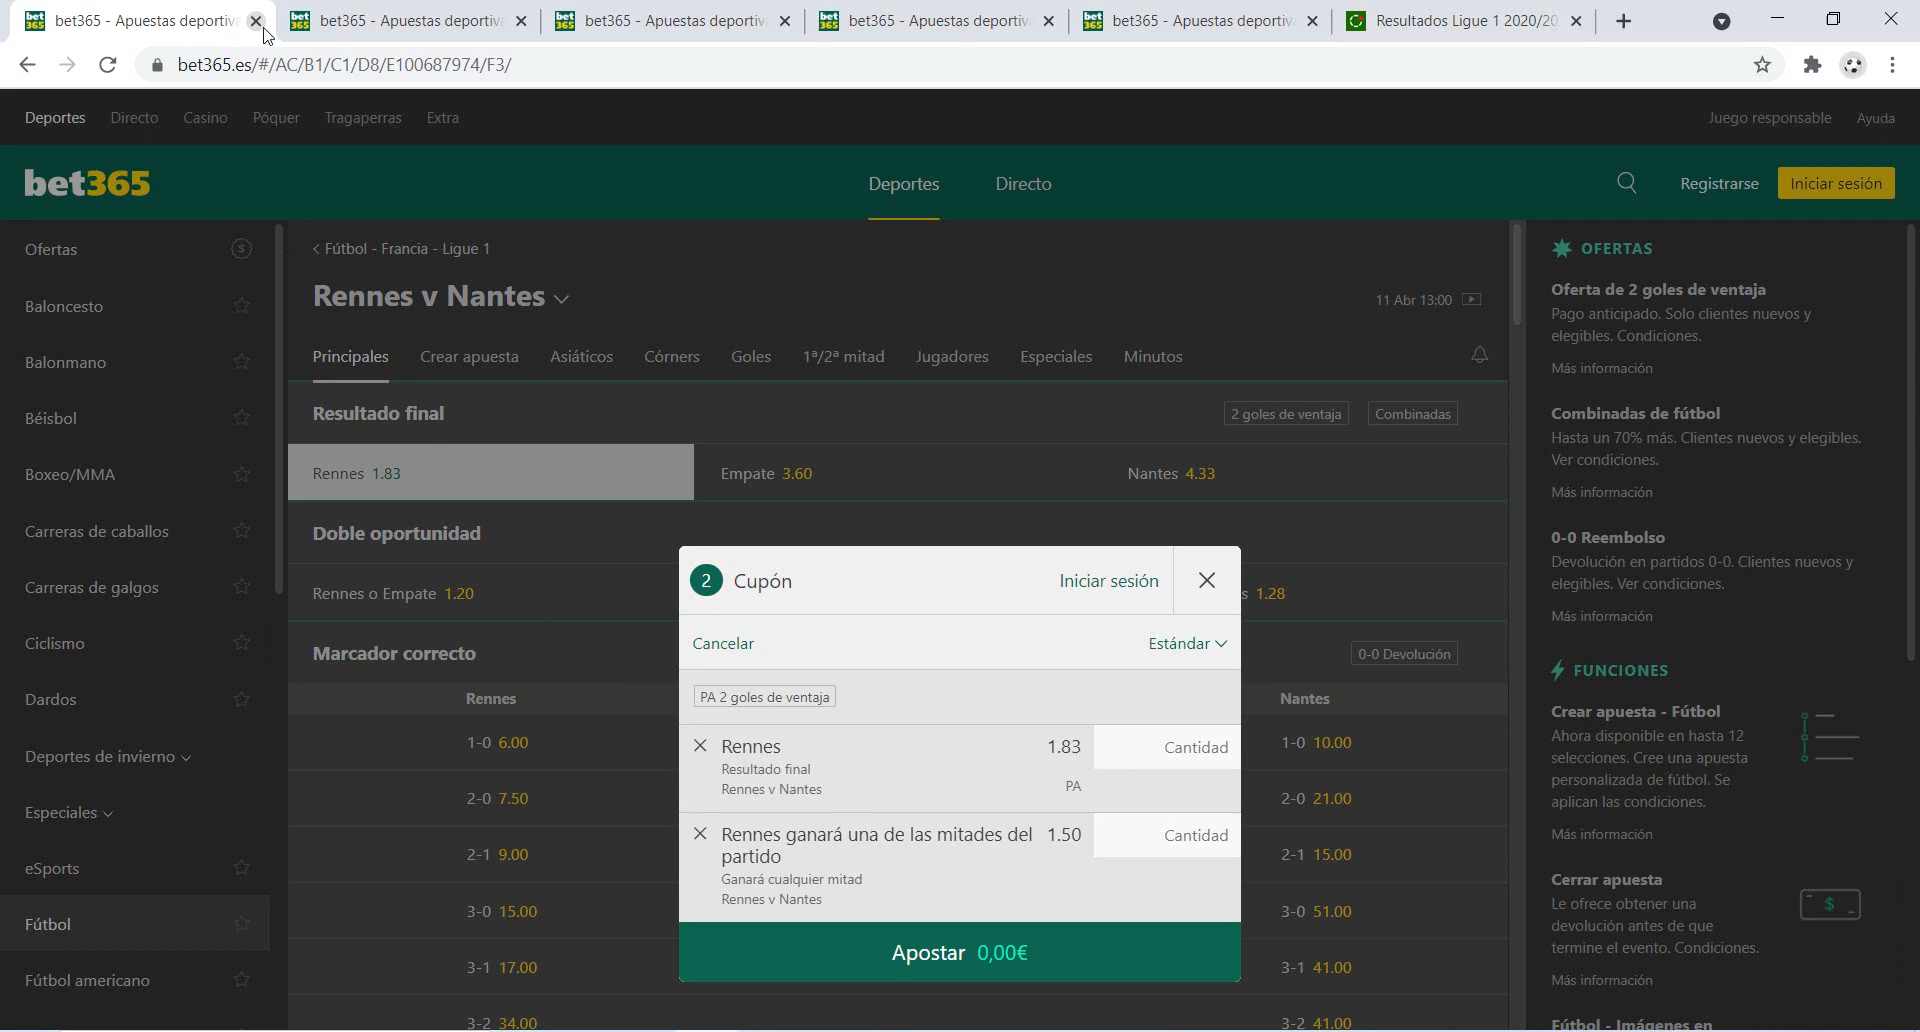 bet365 - Apuestas deportiv
bet365 - Apuestas deportiv
bet365 - Apuestas deportiv
bet365 - Apuestas deportiv
bet365 - Apuestas deportiv
Resultados Ligue 1 2020/20
bet365.es/#/AC/B1/C1/D8/E100687974/F3/
Deportes Directo Casino Póquer Tragaperras Extra
Juego responsable Ayuda
bet365
Deportes Directo
Registrarse Iniciar sesión
Ofertas
Baloncesto
Balonmano
Béisbol
Boxeo/MMA
Carreras de caballos
Carreras de galgos
Ciclismo
Dardos
Deportes de invierno
Especiales
eSports
Fútbol
Fútbol americano
Fútbol - Francia - Ligue 1
Rennes v Nantes
11 Abr 13:00
Principales Crear apuesta Asiáticos Córners Goles 1ª/2ª mitad Jugadores Especiales Minutos
Resultado final
2 goles de ventaja Combinadas
Rennes 1.83 Empate 3.60 Nantes 4.33
Doble oportunidad
Rennes o Empate 1.20
s 1.28
Marcador correcto
0-0 Devolución
Rennes Nantes
1-0 6.00 1-0 10.00
2-0 7.50 2-0 21.00
2-1 9.00 2-1 15.00
3-0 15.00 3-0 51.00
3-1 17.00 3-1 41.00
3-2 34.00 3-2 41.00
2 Cupón Iniciar sesión
Cancelar Estándar
PA 2 goles de ventaja
Rennes 1.83 Cantidad
Resultado final
Rennes v Nantes PA
Rennes ganará una de las mitades del 1.50 Cantidad
partido
Ganará cualquier mitad
Rennes v Nantes
Apostar 0,00€
OFERTAS
Oferta de 2 goles de ventaja
Pago anticipado. Solo clientes nuevos y
elegibles. Condiciones.
Más información
Combinadas de fútbol
Hasta un 70% más. Clientes nuevos y elegibles.
Ver condiciones.
Más información
0-0 Reembolso
Devolución en partidos 0-0. Clientes nuevos y
elegibles. Ver condiciones.
Más información
FUNCIONES
Crear apuesta - Fútbol
Ahora disponible en hasta 12
selecciones. Cree una apuesta
personalizada de fútbol. Se
aplican las condiciones.
Más información
Cerrar apuesta
Le ofrece obtener una
devolución antes de que
termine el evento. Condiciones.
Más información
Fútbol - Imágenes en